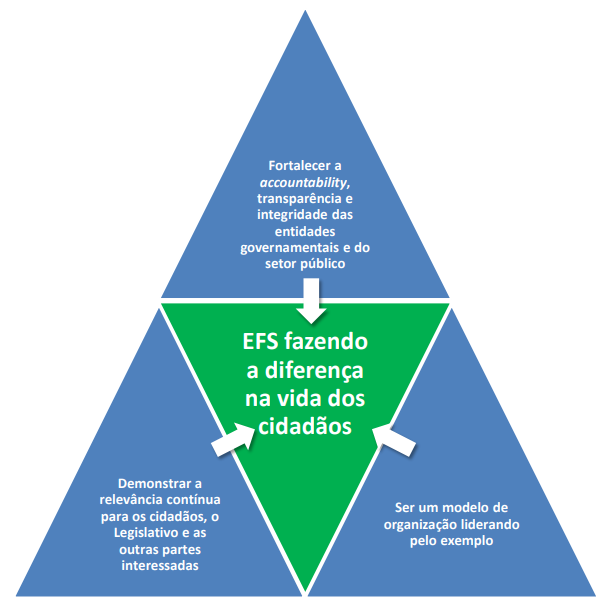 Fortalecer a
accountability,
transparência e
integridade das
entidades
governamentais e do
setor público
EFS fazendo
a diferença
na vida dos
cidadãos
Demonstrar a
relevância contínua
para os cidadãos, o
Legislativo e as
outras partes
interessadas
Ser um modelo de
organização liderando
pelo exemplo